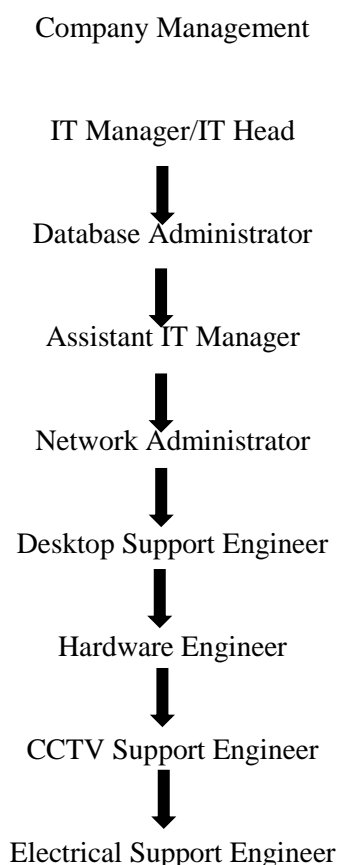 Company Management
IT Manager/IT Head
Database Administrator
Assistant IT Manager
Network Administrator
Desktop Support Engineer
Hardware Engineer
CCTV Support Engineer
Electrical Support Engineer